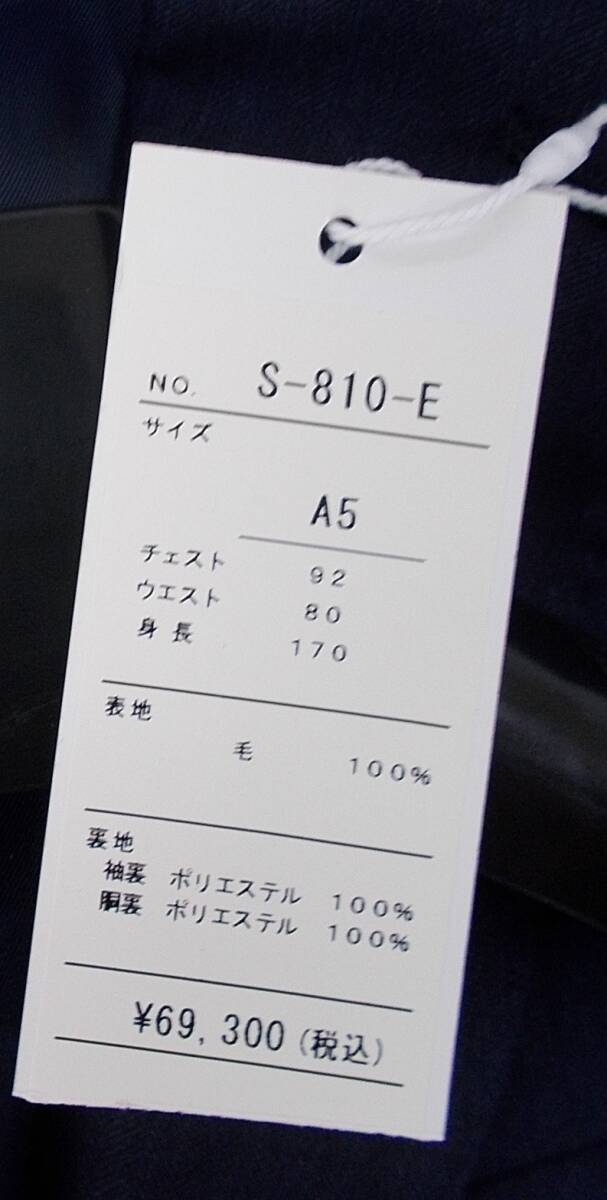 NO. S-810-E
サイズ
A5
チェスト 92
ウエスト 80
身長 170
表地
毛 100%
裏地
袖裏 ポリエステル 100%
胴裏 ポリエステル 100%
¥69,300(税込)